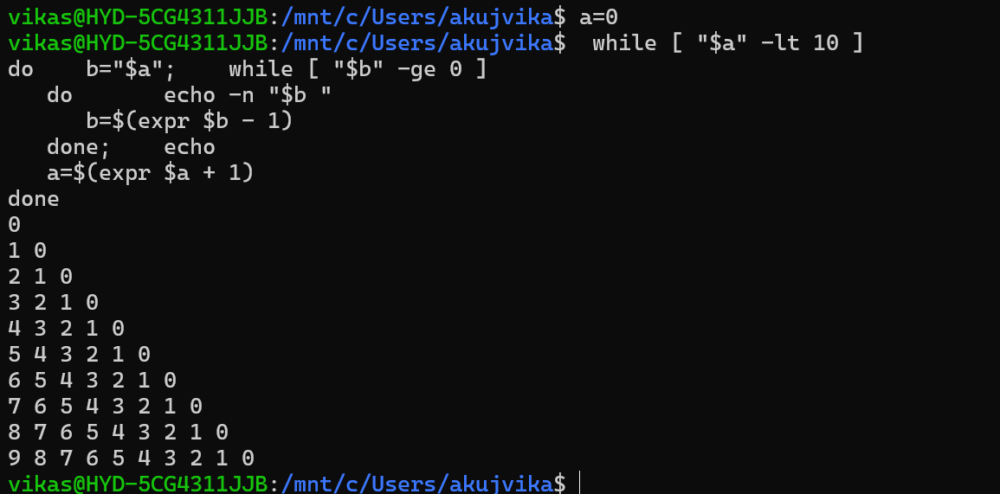 vikas@HYD-5CG4311JJB:/mnt/c/Users/akujvika$ a=0
vikas@HYD-5CG4311JJB:/mnt/c/Users/akujvika$  while [ "$a" -lt 10 ]
do    b="$a";    while [ "$b" -ge 0 ]
   do       echo -n "$b "
      b=$(expr $b - 1)
   done;    echo
   a=$(expr $a + 1)
done
0
1 0
2 1 0
3 2 1 0
4 3 2 1 0
5 4 3 2 1 0
6 5 4 3 2 1 0
7 6 5 4 3 2 1 0
8 7 6 5 4 3 2 1 0
9 8 7 6 5 4 3 2 1 0
vikas@HYD-5CG4311JJB:/mnt/c/Users/akujvika$